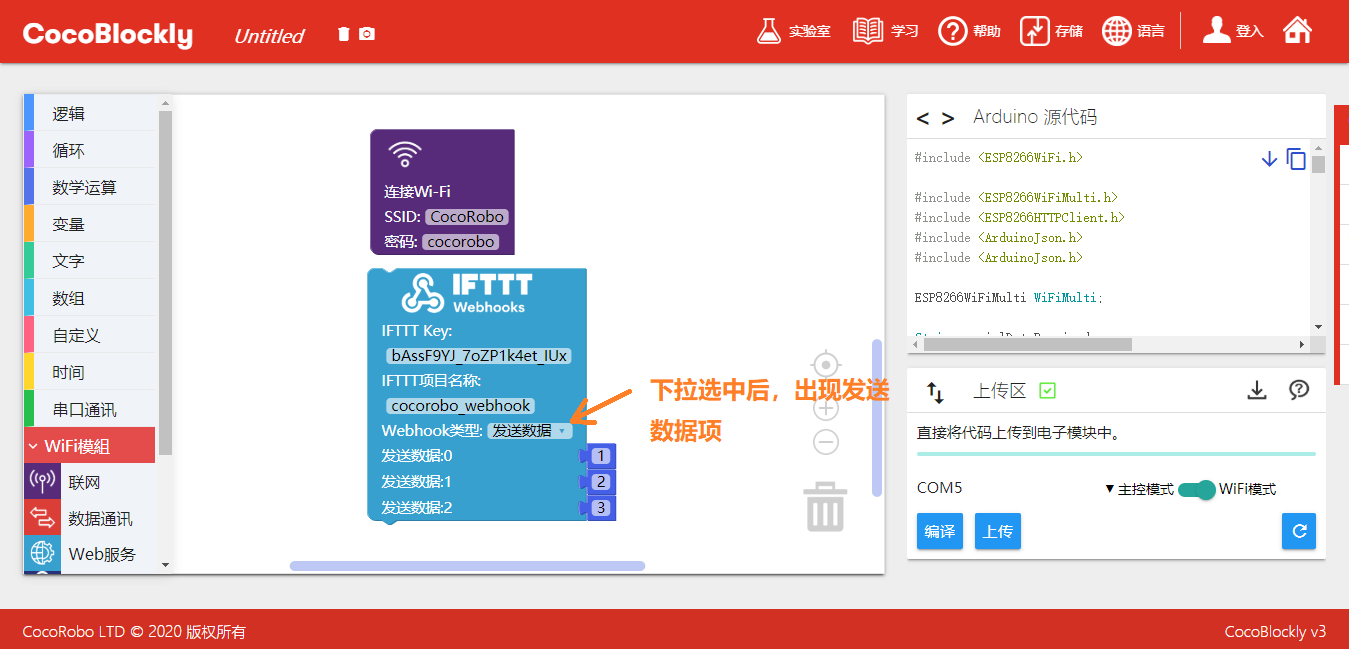 CocoBlockly
Untitled
实验室
学习
帮助
存储
语言
登入
逻辑
循环
数学运算
变量
文字
数组
自定义
时间
串口通讯
WiFi模組
联网
数据通讯
Web服务
连接Wi-Fi
SSID: CocoRobo
密码: cocorobo
IFTTT
Webhooks
IFTTT Key:
bAssF9YJ_7oZP1k4et_IUx
IFTTT项目名称:
cocorobo_webhook
Webhook类型: 发送数据
发送数据:0 1
发送数据:1 2
发送数据:2 3
下拉选中后，出现发送
数据项
< > Arduino 源代码
#include <ESP8266WiFi.h>
#include <ESP8266WiFiMulti.h>
#include <ESP8266HTTPClient.h>
#include <ArduinoJson.h>
#include <ArduinoJson.h>
ESP8266WiFiMulti WiFiMulti;
上传区
直接将代码上传到电子模块中。
COM5
▼主控模式
WiFi模式
编译
上传
CocoRobo LTD © 2020 版权所有
CocoBlockly v3